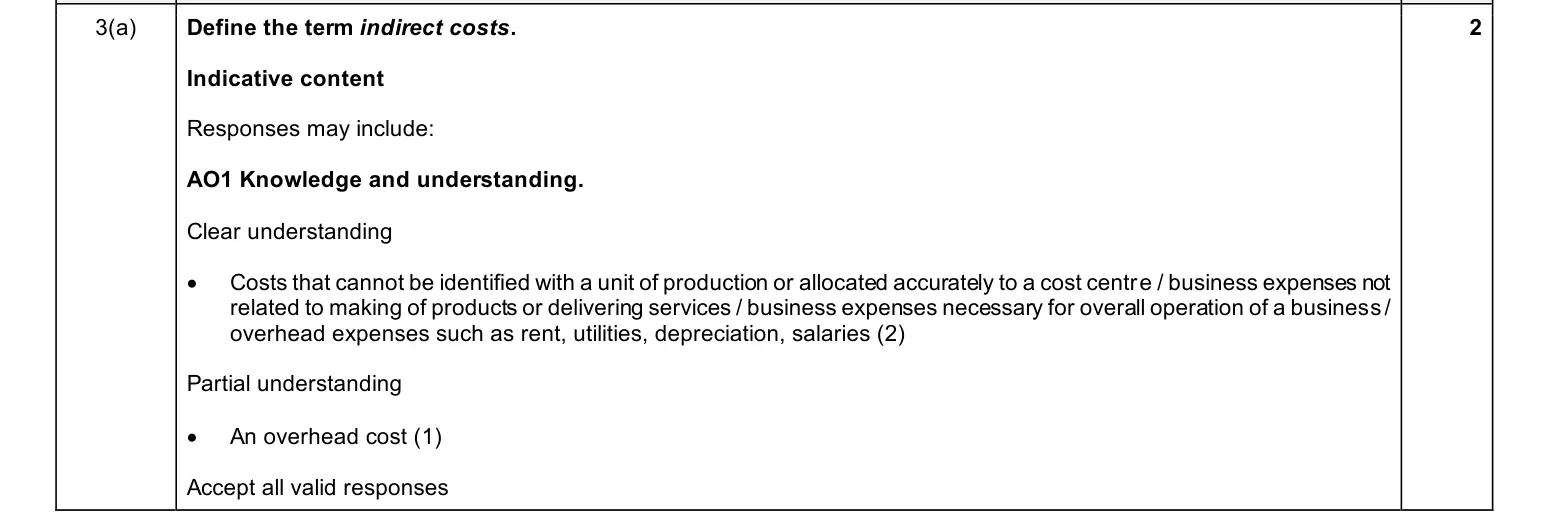 3(a) Define the term indirect costs. 2
Indicative content
Responses may include:
AO1 Knowledge and understanding.
Clear understanding
• Costs that cannot be identified with a unit of production or allocated accurately to a cost centre / business expenses not
related to making of products or delivering services / business expenses necessary for overall operation of a business /
overhead expenses such as rent, utilities, depreciation, salaries (2)
Partial understanding
• An overhead cost (1)
Accept all valid responses